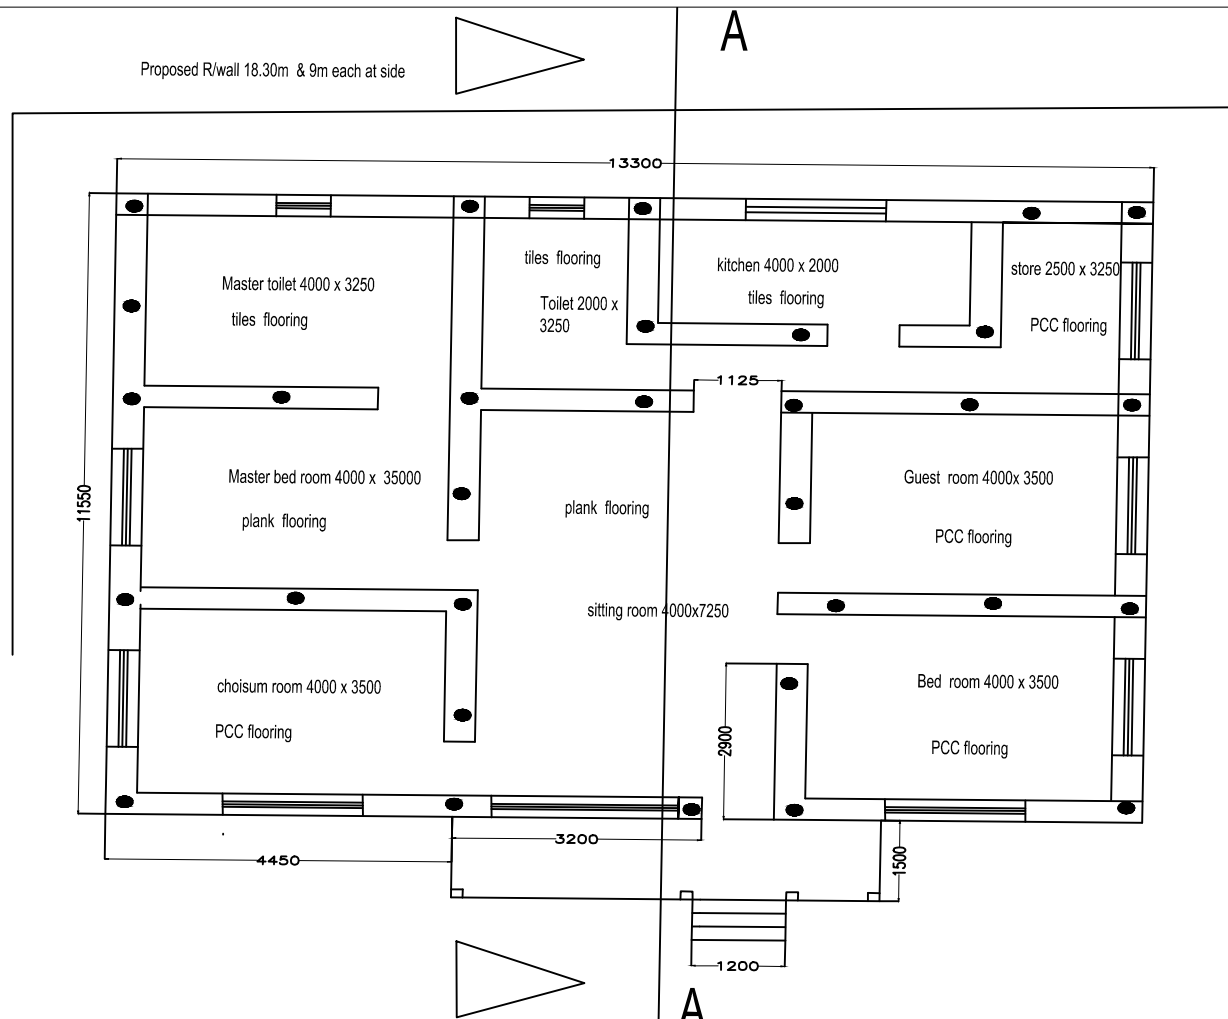 A
Proposed R/wall 18.30m & 9m each at side
13300
tiles flooring
kitchen 4000 x 2000
store 2500 x 3250
Master toilet 4000 x 3250
tiles flooring
Toilet 2000 x
3250
tiles flooring
PCC flooring
1125
Master bed room 4000 x 35000
plank flooring
plank flooring
Guest room 4000x 3500
PCC flooring
11550
sitting room 4000x7250
choisum room 4000 x 3500
PCC flooring
Bed room 4000 x 3500
PCC flooring
2900
3200
4450
1500
1200
A